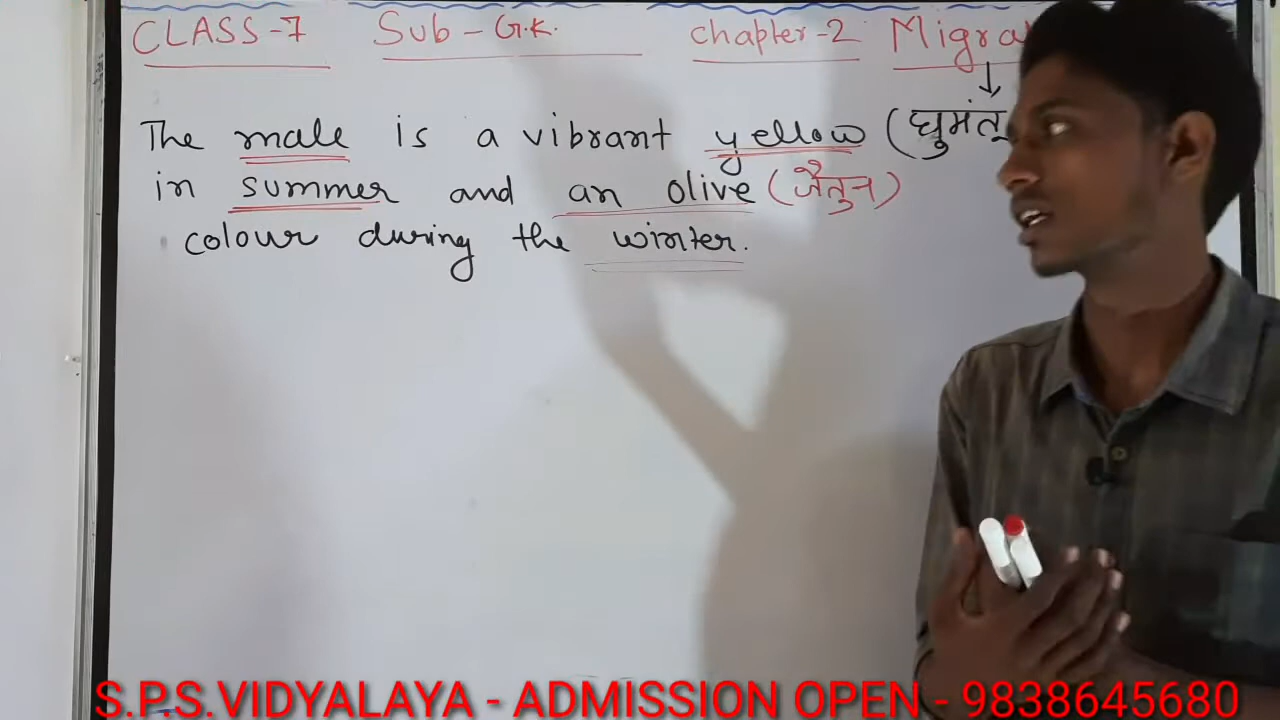 CLASS-7 Sub - G.K. chapter-2
The male is a vibrant yellow (घुमंतू
in summer and an olive (जैतुन)
colour during the winter.
S.P.S.VIDYALAYA - ADMISSION OPEN - 9838645680